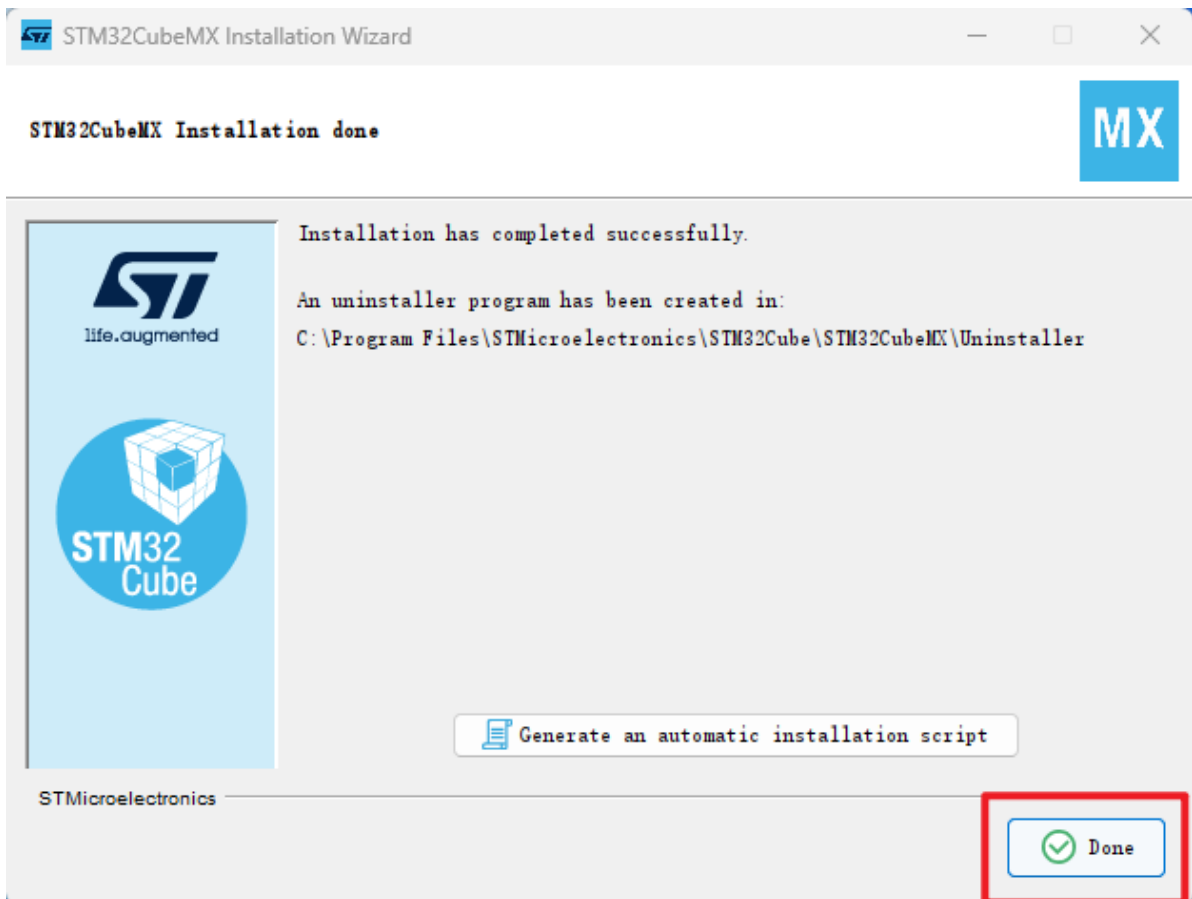 STM32CubeMX Installation Wizard
STM32CubeMX Installation done
MX
Installation has completed successfully.
An uninstaller program has been created in:
C:\Program Files\STMicroelectronics\STM32Cube\STM32CubeMX\Uninstaller
ST
life.augmented
STM32
Cube
Generate an automatic installation script
STMicroelectronics
Done